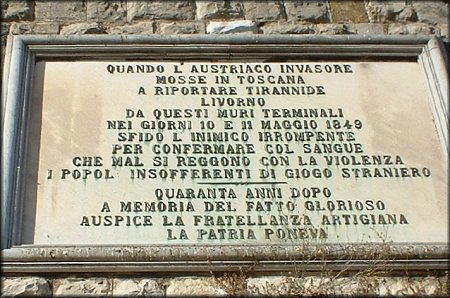 QUANDO L'AUSTRIACO INVASORE
MOSSE IN TOSCANA
A RIPORTARE TIRANNIDE
LIVORNO
DA QUESTI MURI TERMINALI
NEI GIORNI 10 E 11 MAGGIO 1849
SFIDO L'INIMICO IRROMPENTE
PER CONFERMARE COL SANGUE
CHE MAL SI REGGONO CON LA VIOLENZA
I POPOLI INSOFFERENTI DI GIOGO STRANIERO
QUARANTA ANNI DOPO
A MEMORIA DEL FATTO GLORIOSO
AUSPICE LA FRATELLANZA ARTIGIANA
LA PATRIA PONEVA